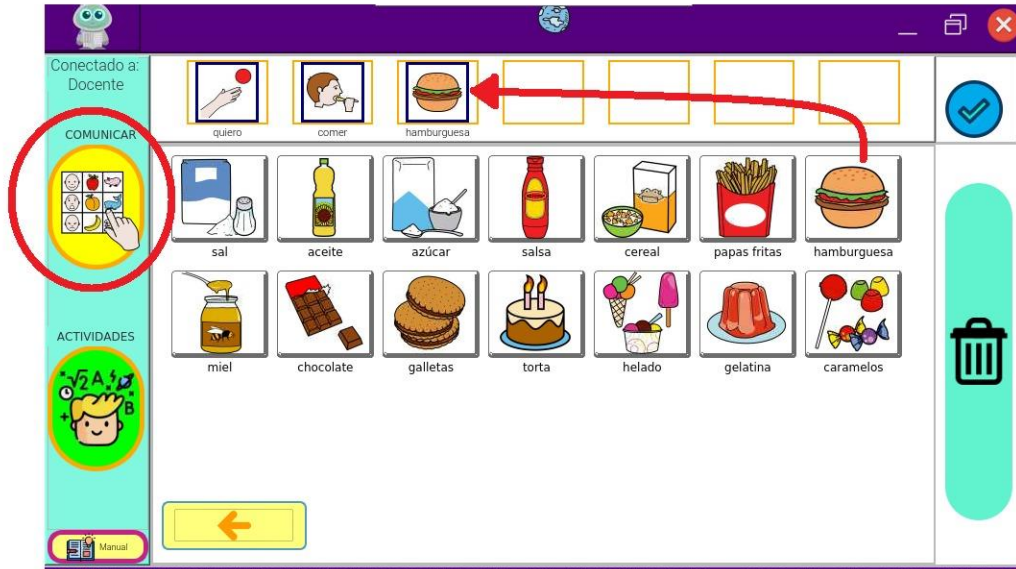 Conectado a:
Docente
COMUNICAR
quiero
comer
hamburguesa
sal
aceite
azúcar
salsa
cereal
papas fritas
hamburguesa
miel
chocolate
galletas
torta
helado
gelatina
caramelos
ACTIVIDADES
√2 A
B
Manual